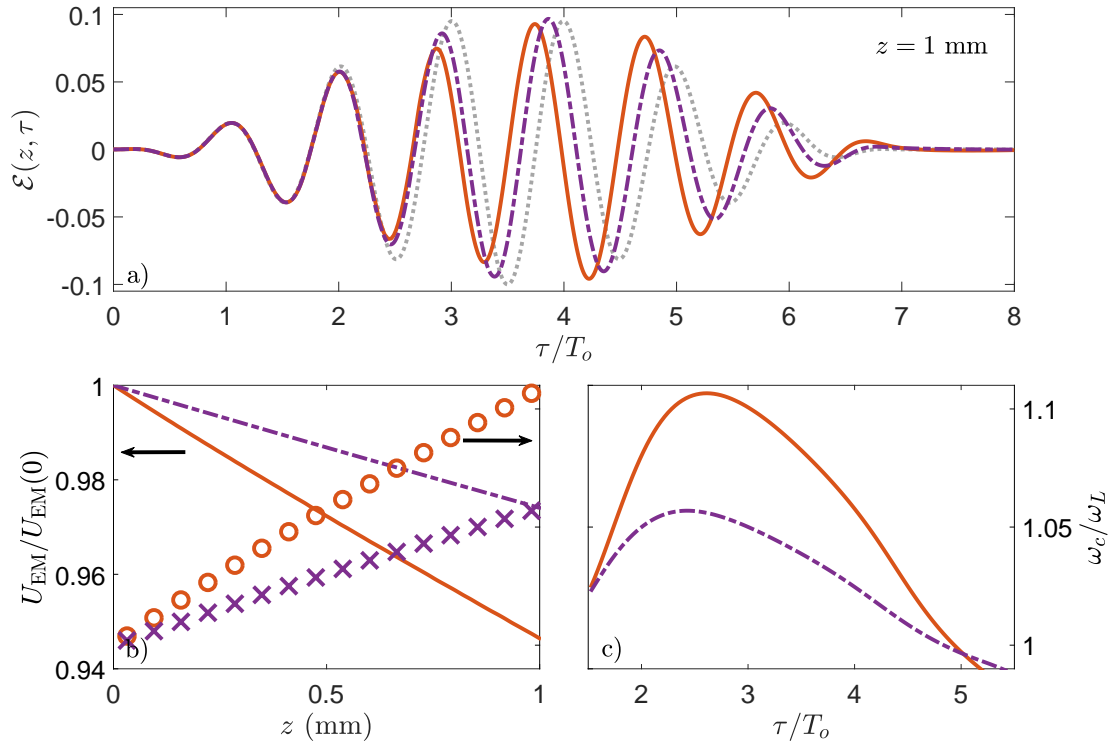 0.1
0.05
0
-0.05
-0.1
ℰ(z, τ)
z = 1 mm
a)
0 1 2 3 4 5 6 7 8
τ/T_o
1
0.98
0.96
0.94
U_EM/U_EM(0)
b)
0 0.5 1
z (mm)
c)
2 3 4 5
τ/T_o
1.1
1.05
1
ω_c/ω_L